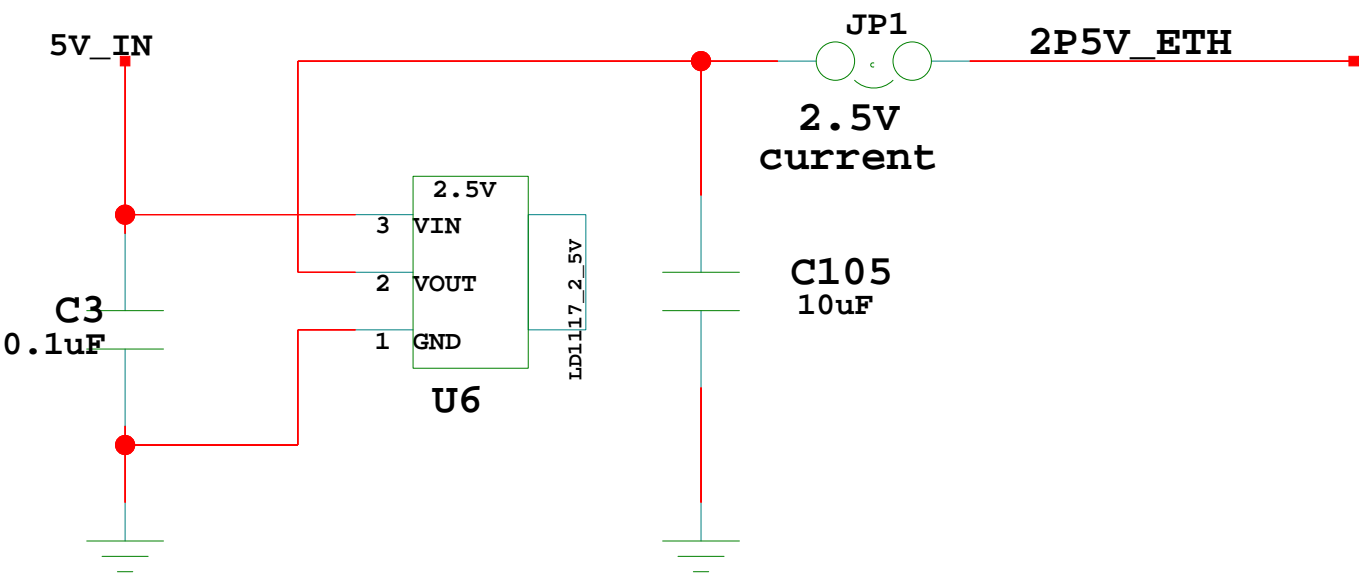 5V_IN
JP1
2P5V_ETH
2.5V
current
2.5V
3 VIN
2 VOUT
1 GND
LD1117_2_5V
U6
C3
0.1uF
C105
10uF
c